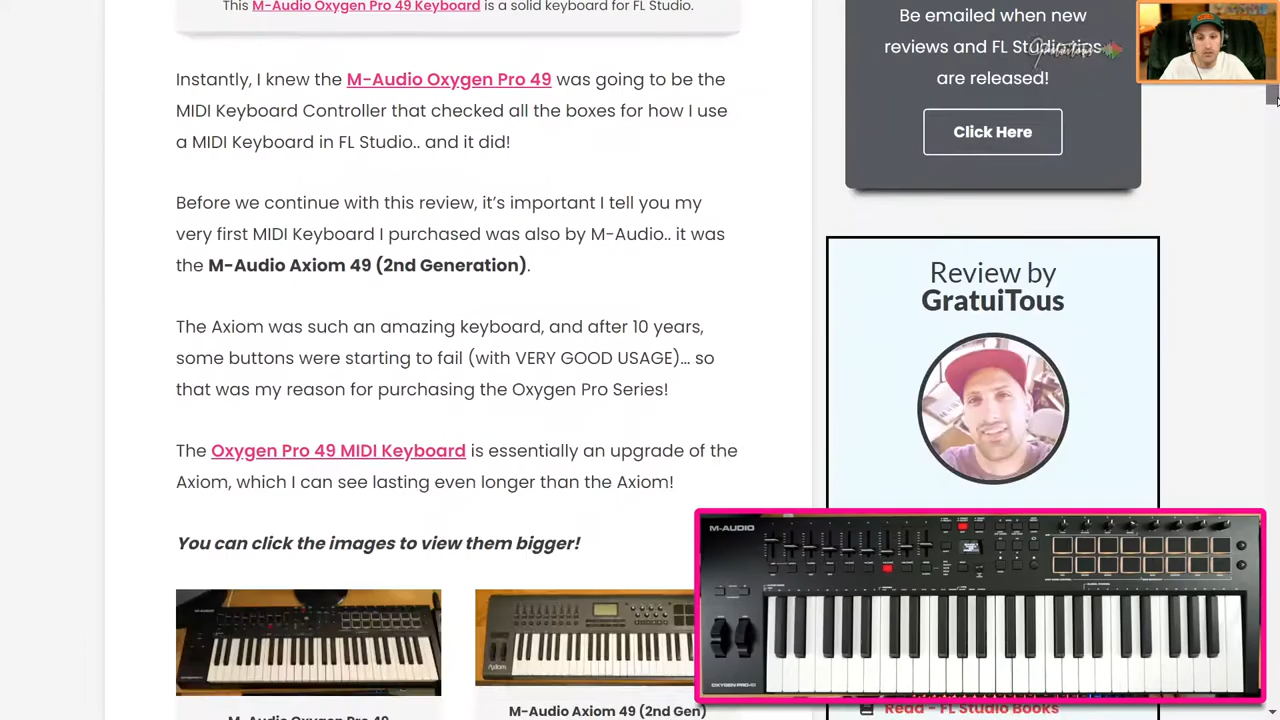 This M-Audio Oxygen Pro 49 Keyboard is a solid keyboard for FL Studio.
Instantly, I knew the M-Audio Oxygen Pro 49 was going to be the
MIDI Keyboard Controller that checked all the boxes for how I use
a MIDI Keyboard in FL Studio.. and it did!
Before we continue with this review, it’s important I tell you my
very first MIDI Keyboard I purchased was also by M-Audio.. it was
the M-Audio Axiom 49 (2nd Generation).
The Axiom was such an amazing keyboard, and after 10 years,
some buttons were starting to fail (with VERY GOOD USAGE)... so
that was my reason for purchasing the Oxygen Pro Series!
The Oxygen Pro 49 MIDI Keyboard is essentially an upgrade of the
Axiom, which I can see lasting even longer than the Axiom!
You can click the images to view them bigger!
M-Audio Oxygen Pro 49
M-Audio Axiom 49 (2nd Gen)
Be emailed when new
reviews and FL Studio tips
are released!
GratuiTous
Click Here
Review by
GratuiTous
M-AUDIO
OXYGEN PRO 49
Read - FL Studio Books